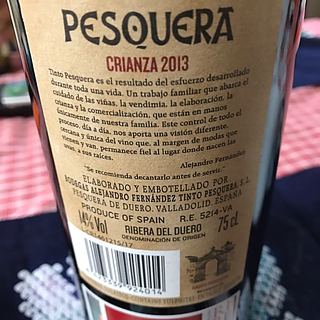 PESQUERA
CRIANZA 2013
Tinto Pesquera es el resultado del esfuerzo desarrollado
durante toda una vida. Un trabajo familiar que abarca el
cuidado de las viñas, la vendimia, la elaboración, la
crianza y la comercialización, que están en manos
únicamente de nuestra familia. Este control de todo el
proceso, día a día, nos aporta una visión diferente,
cercana y única del vino que, al margen de modas que
vienen y van, permanece fiel al lugar donde nacen las
uvas, a sus raíces.
Alejandro Fernández
"Se recomienda decantarlo antes de servir."
ELABORADO Y EMBOTELLADO POR
BODEGAS ALEJANDRO FERNÁNDEZ TINTO PESQUERA, S. L.
PESQUERA DE DUERO. VALLADOLID. ESPAÑA
PRODUCE OF SPAIN R.E. 5214-VA
14% Vol RIBERA DEL DUERO 75 cl
DENOMINACIÓN DE ORIGEN